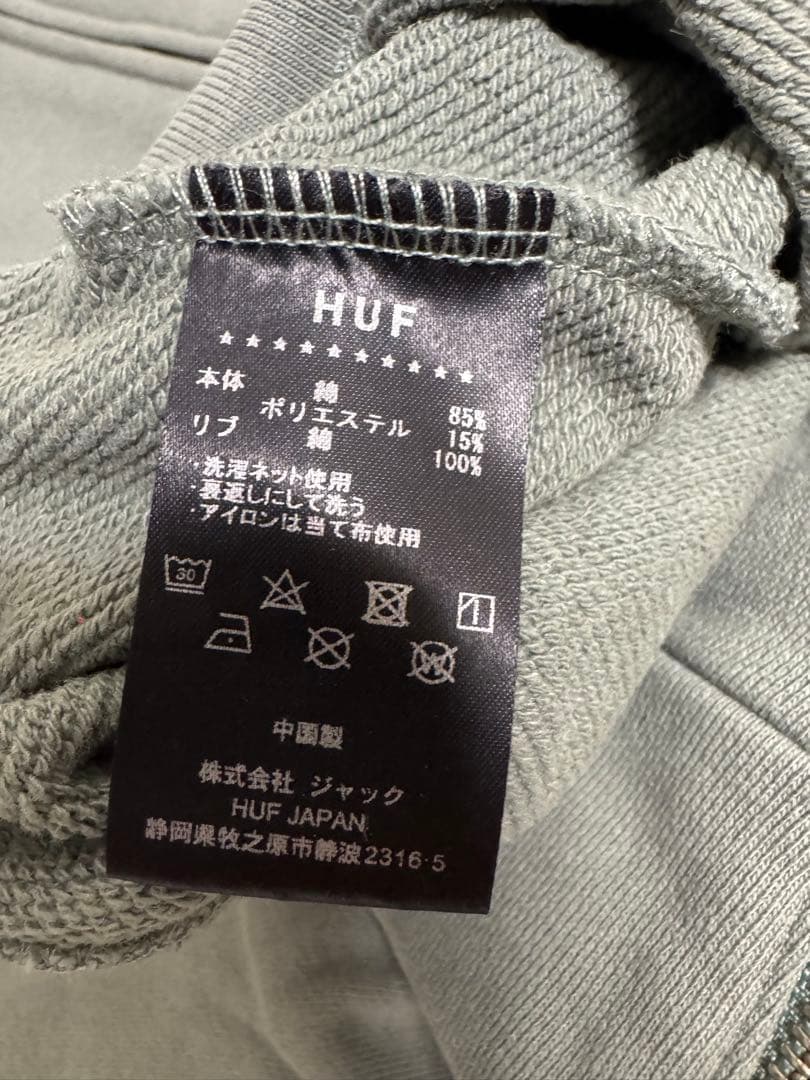 HUF
★★★★★★★★★★
本体 綿 85%
ポリエステル 15%
リブ 綿 100%
・洗濯ネット使用
・裏返しにして洗う
・アイロンは当て布使用
30
W
中国製
株式会社 ジャック
HUF JAPAN
静岡県牧之原市静波2316-5